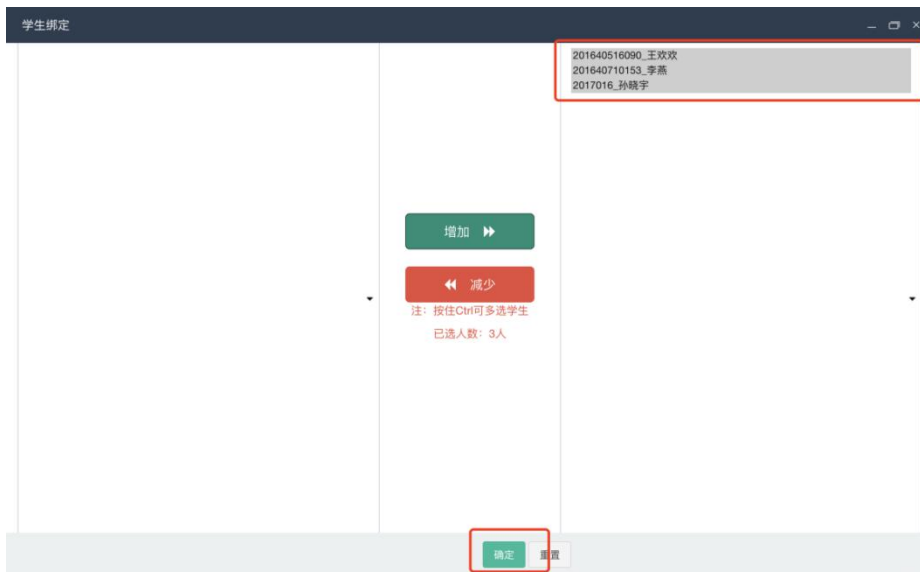 学生绑定
201640516090_王欢欢
201640710153_李燕
2017016_孙晓宇
增加
减少
注：按住Ctrl可多选学生
已选人数：3人
确定
重置